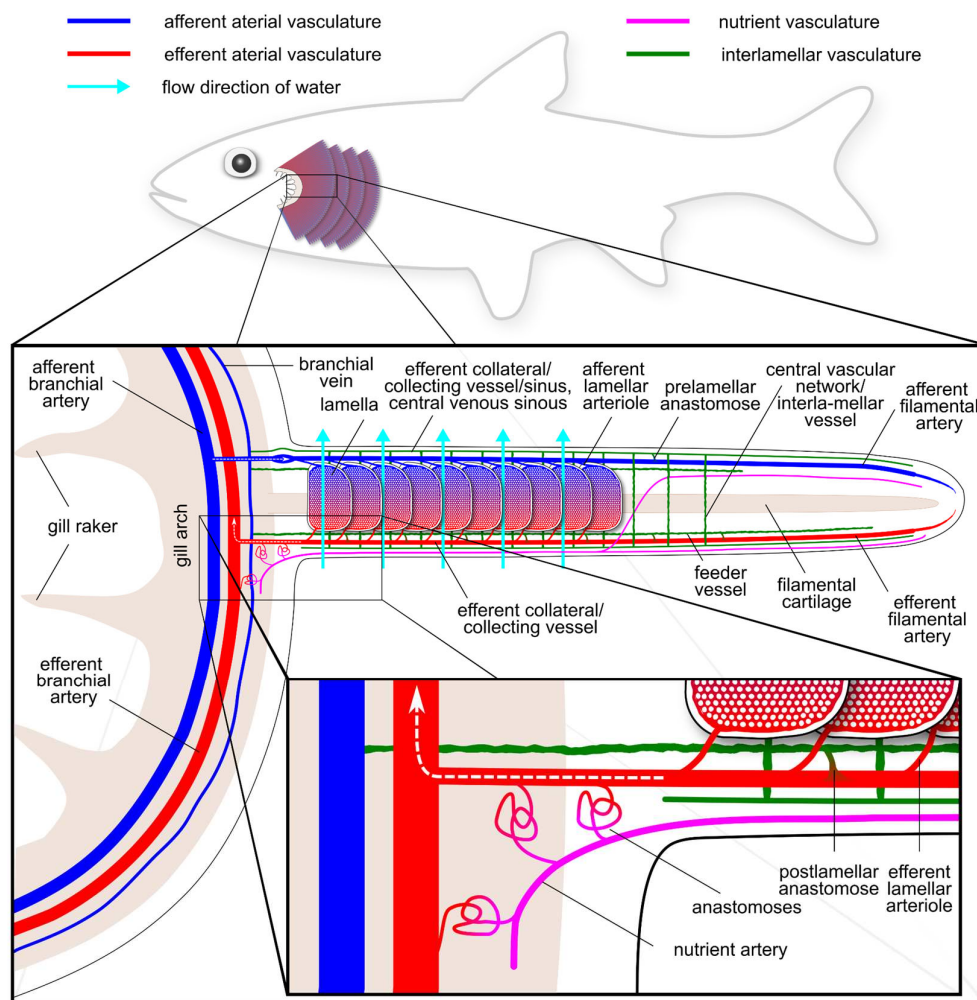 afferent aterial vasculature
efferent aterial vasculature
flow direction of water
nutrient vasculature
interlamellar vasculature
afferent
branchial
artery
branchial
vein
lamella
efferent collateral/
collecting vessel/sinus,
central venous sinous
afferent
lamellar
arteriole
prelamellar
anastomose
central vascular
network/
interla-mellar
vessel
afferent
filamental
artery
gill raker
gill arch
feeder
vessel
filamental
cartilage
efferent
filamental
artery
efferent collateral/
collecting vessel
efferent
branchial
artery
postlamellar
anastomose
efferent
lamellar
arteriole
anastomoses
nutrient artery